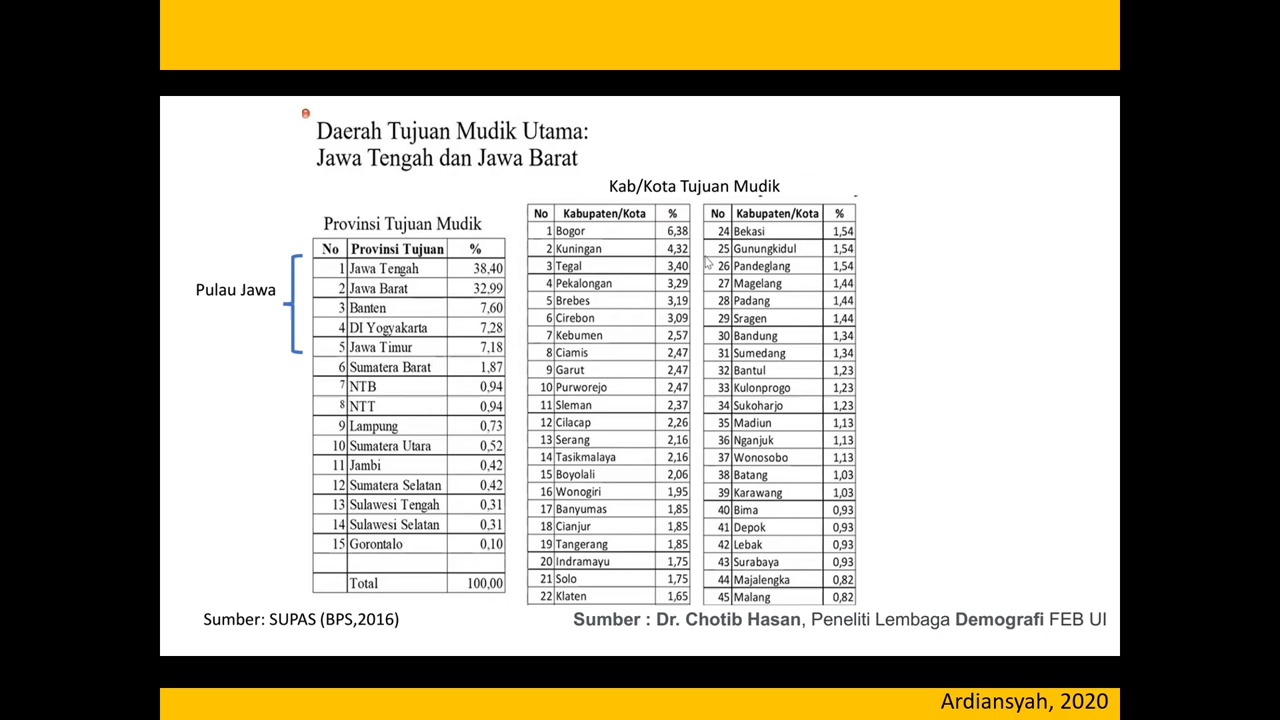 Daerah Tujuan Mudik Utama:
Jawa Tengah dan Jawa Barat
Provinsi Tujuan Mudik
No Provinsi Tujuan %
1 Jawa Tengah 38,40
2 Jawa Barat 32,99
3 Banten 7,60
4 DI Yogyakarta 7,28
5 Jawa Timur 7,18
6 Sumatera Barat 1,87
7 NTB 0,94
8 NTT 0,94
9 Lampung 0,73
10 Sumatera Utara 0,52
11 Jambi 0,42
12 Sumatera Selatan 0,42
13 Sulawesi Tengah 0,31
14 Sulawesi Selatan 0,31
15 Gorontalo 0,10
Total 100,00
Pulau Jawa
Kab/Kota Tujuan Mudik
No Kabupaten/Kota %
1 Bogor 6,38
2 Kuningan 4,32
3 Tegal 3,40
4 Pekalongan 3,29
5 Brebes 3,19
6 Cirebon 3,09
7 Kebumen 2,57
8 Ciamis 2,47
9 Garut 2,47
10 Purworejo 2,47
11 Sleman 2,37
12 Cilacap 2,26
13 Serang 2,16
14 Tasikmalaya 2,16
15 Boyolali 2,06
16 Wonogiri 1,95
17 Banyumas 1,85
18 Cianjur 1,85
19 Tangerang 1,85
20 Indramayu 1,75
21 Solo 1,75
22 Klaten 1,65
No Kabupaten/Kota %
24 Bekasi 1,54
25 Gunungkidul 1,54
26 Pandeglang 1,54
27 Magelang 1,44
28 Padang 1,44
29 Sragen 1,44
30 Bandung 1,34
31 Sumedang 1,34
32 Bantul 1,23
33 Kulonprogo 1,23
34 Sukoharjo 1,23
35 Madiun 1,13
36 Nganjuk 1,13
37 Wonosobo 1,13
38 Batang 1,03
39 Karawang 1,03
40 Bima 0,93
41 Depok 0,93
42 Lebak 0,93
43 Surabaya 0,93
44 Majalengka 0,82
45 Malang 0,82
Sumber: SUPAS (BPS,2016)
Sumber : Dr. Chotib Hasan, Peneliti Lembaga Demografi FEB UI
Ardiansyah, 2020